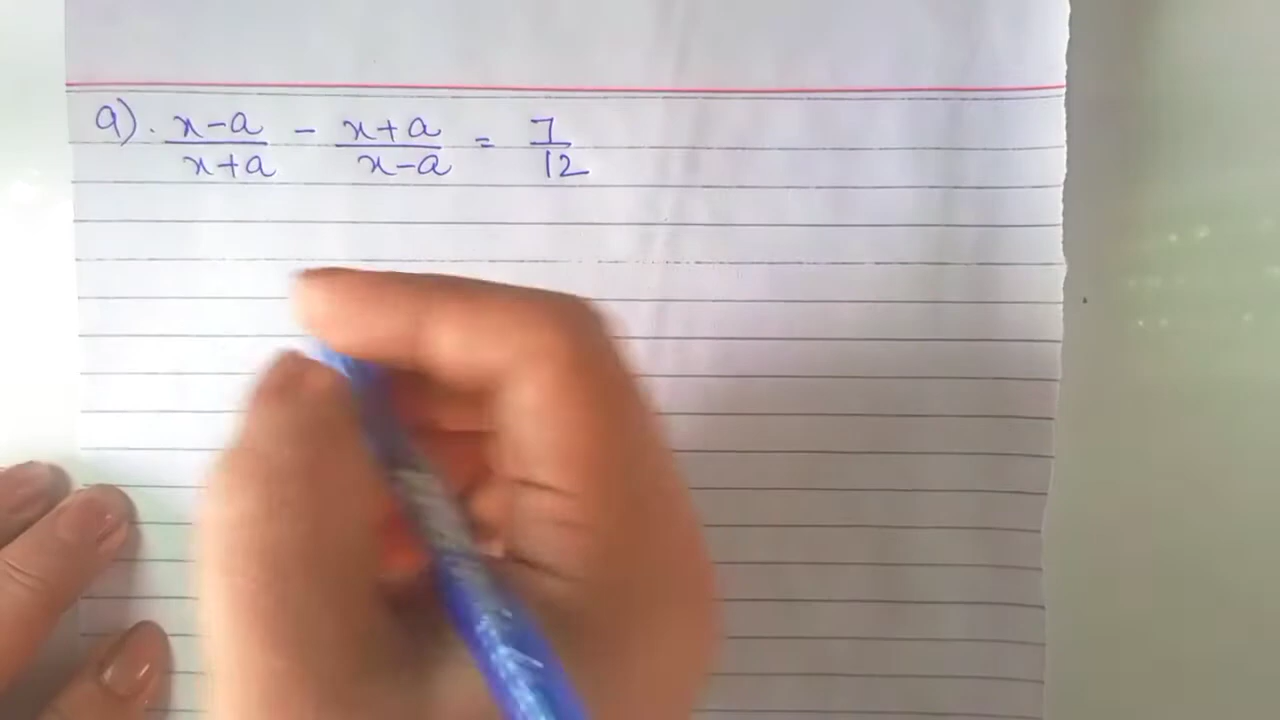 a). x-a/x+a - x+a/x-a = 7/12